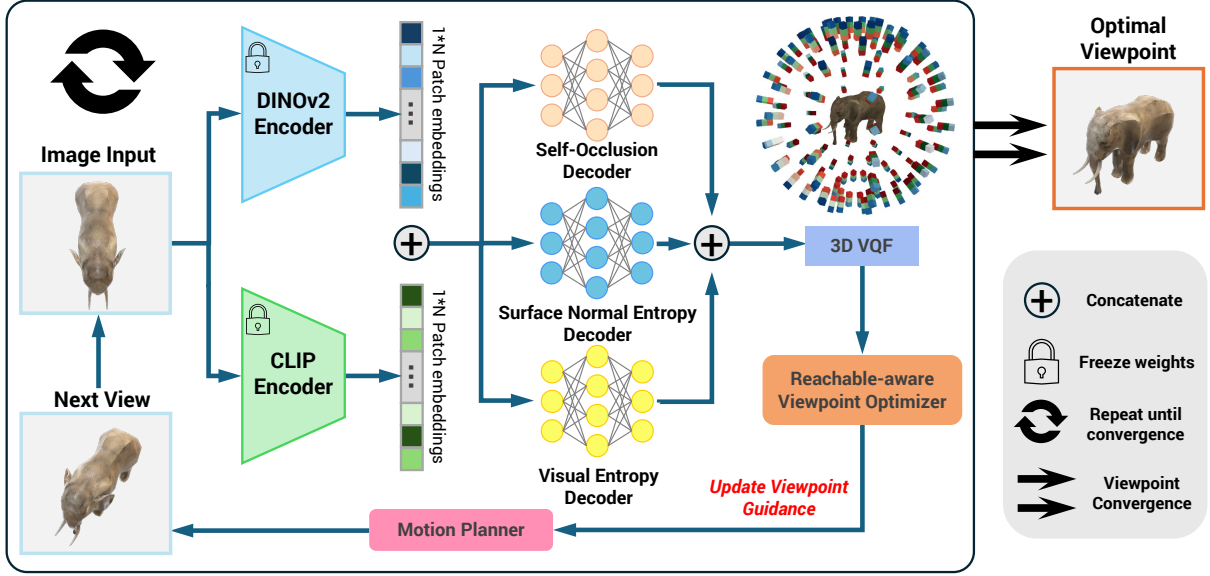 Image Input
Next View
DINOv2
Encoder
CLIP
Encoder
1*N Patch embeddings
1*N Patch embeddings
Self-Occlusion
Decoder
Surface Normal Entropy
Decoder
Visual Entropy
Decoder
3D VQF
Reachable-aware
Viewpoint Optimizer
Update Viewpoint
Guidance
Motion Planner
Optimal
Viewpoint
Concatenate
Freeze weights
Repeat until
convergence
Viewpoint
Convergence